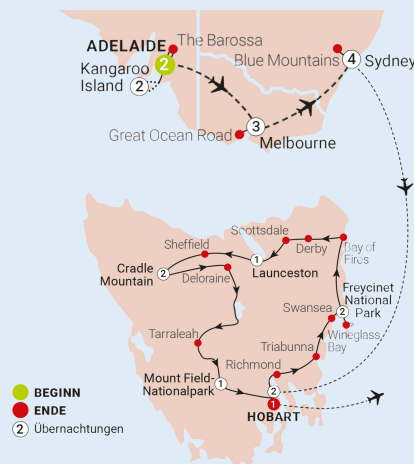 The Barossa
ADELAIDE
2
Kangaroo
Island
2
Blue Mountains
4
Sydney
Great Ocean Road
3
Melbourne
Scottsdale
Derby
Bay of
Fires
Sheffield
1
Launceston
Cradle
Mountain
2
Deloraine
Freycinet
National
Park
2
Swansea
Wineglass
Bay
Tarraleah
Triabunna
Richmond
Mount Field-
Nationalpark
1
2
1
HOBART
BEGINN
ENDE
2 Übernachtungen